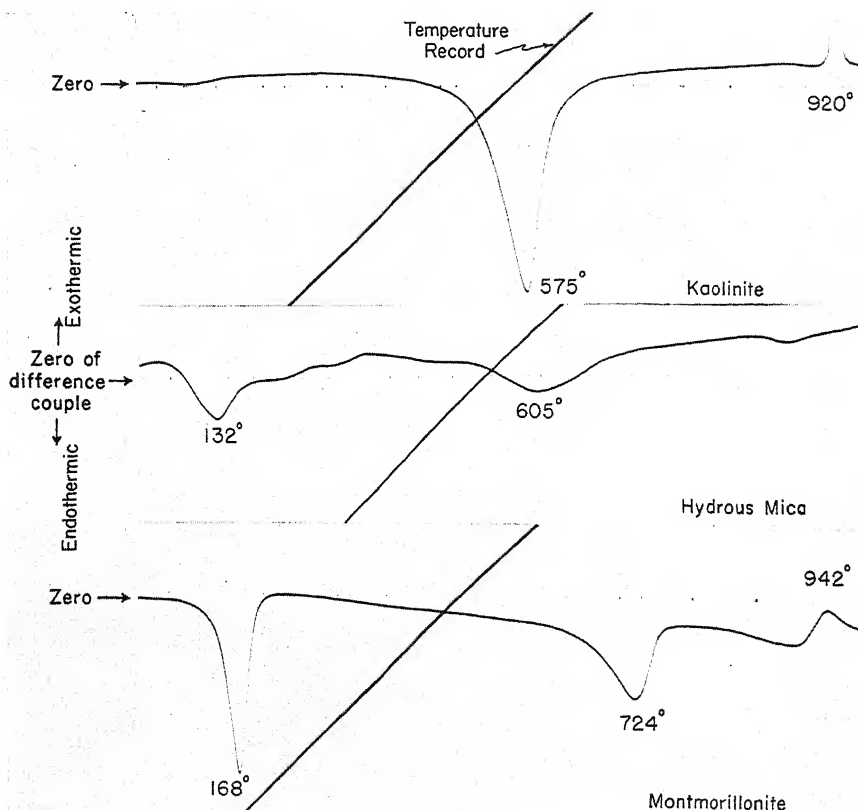 Temperature
Record
Zero →
920°
575°
Kaolinite
Exothermic
Zero of
difference
couple
Endothermic
132°
605°
Hydrous Mica
Zero →
942°
724°
168°
Montmorillonite